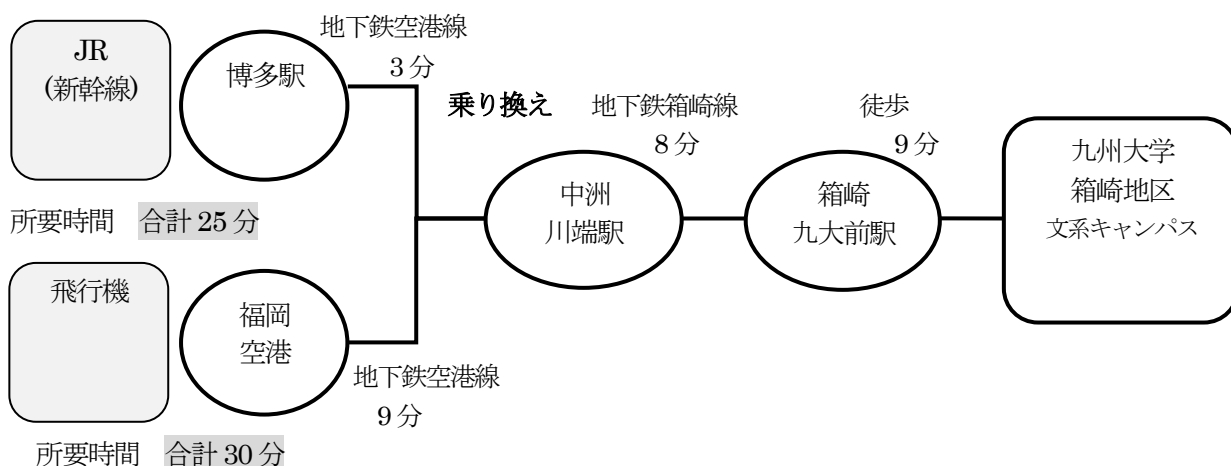 JR
(新幹線)
博多駅
地下鉄空港線
3分
乗り換え
地下鉄箱崎線
8分
徒歩
9分
中洲
川端駅
箱崎
九大前駅
九州大学
箱崎地区
文系キャンパス
所要時間 合計25分
飛行機
福岡
空港
地下鉄空港線
9分
所要時間 合計30分